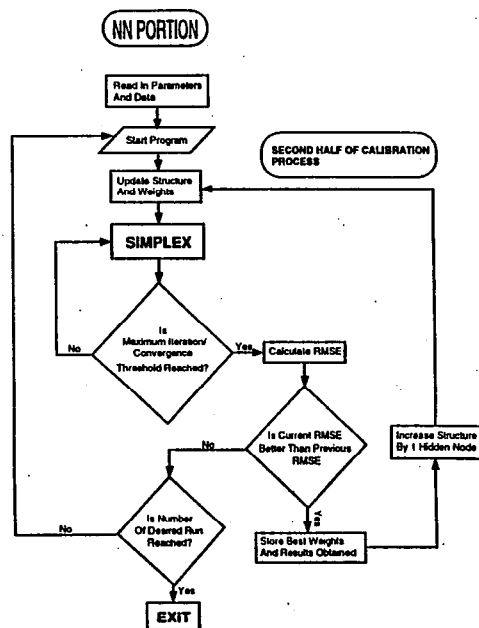 NN PORTION
Read In Parameters
And Data
Start Program
SECOND HALF OF CALIBRATION
PROCESS
Update Structure
And Weights
SIMPLEX
Is
Maximum Iteration/
Convergence
Threshold Reached?
No
Yes
Calculate RMSE
Is Current RMSE
Better Than Previous
RMSE
No
Yes
Increase Structure
By 1 Hidden Node
Store Best Weights
And Results Obtained
Is Number
Of Desired Run
Reached?
No
Yes
EXIT